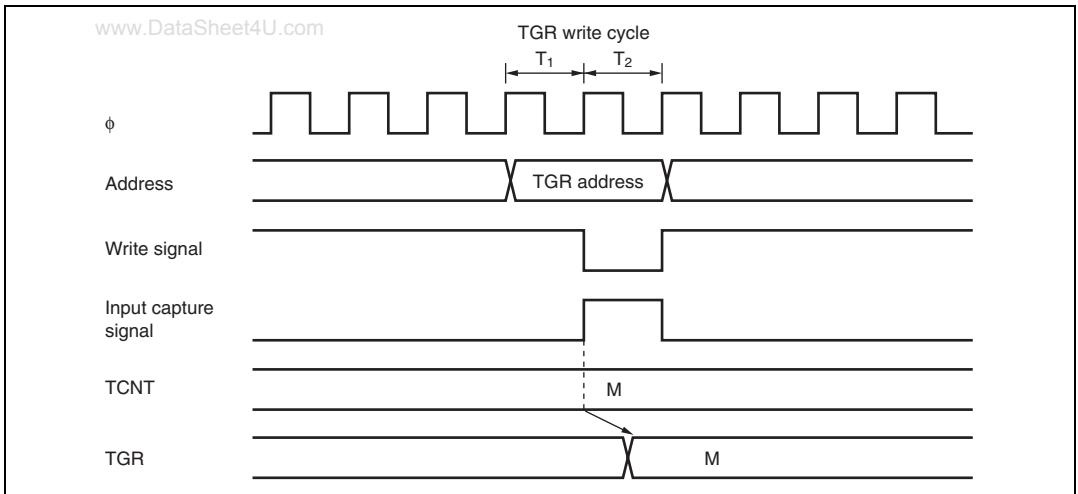 www.DataSheet4U.com
TGR write cycle
T1 T2
ϕ
Address
TGR address
Write signal
Input capture
signal
TCNT
M
TGR
M